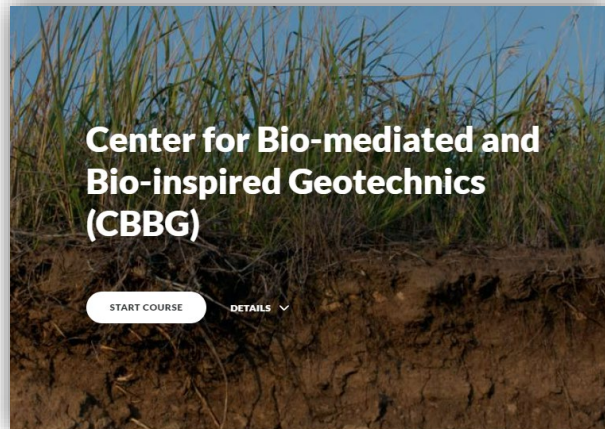 Center for Bio-mediated and
Bio-inspired Geotechnics
(CBBG)
START COURSE
DETAILS